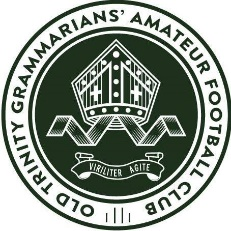 OLD TRINITY GRAMMARIANS' AMATEUR FOOTBALL CLUB
VIRILITER AGITE